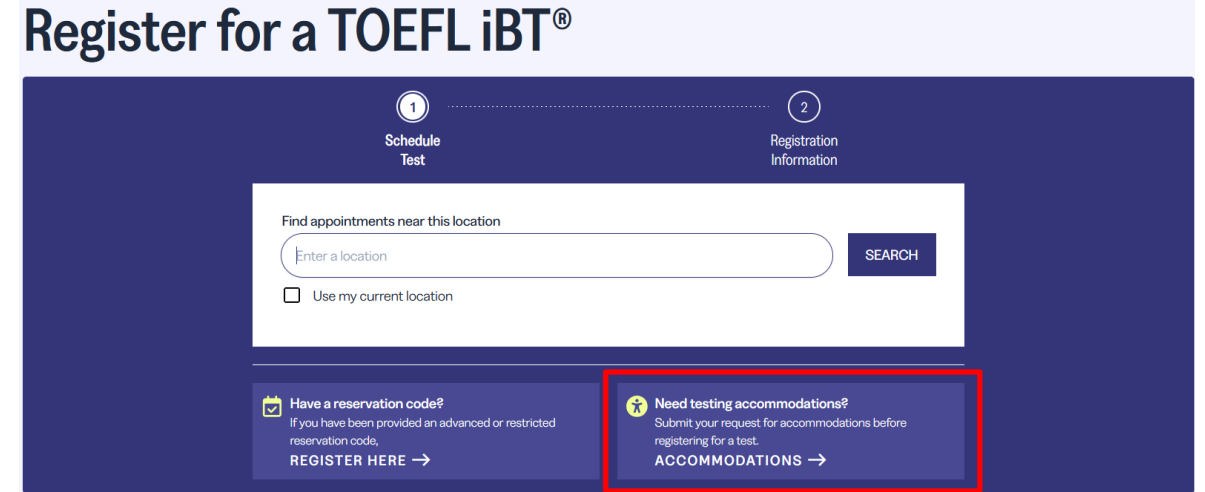 Register for a TOEFL iBT®
1
2
Schedule
Test
Registration
Information
Find appointments near this location
Enter a location
SEARCH
Use my current location
Have a reservation code?
If you have been provided an advanced or restricted
reservation code,
REGISTER HERE →
Need testing accommodations?
Submit your request for accommodations before
registering for a test.
ACCOMMODATIONS →